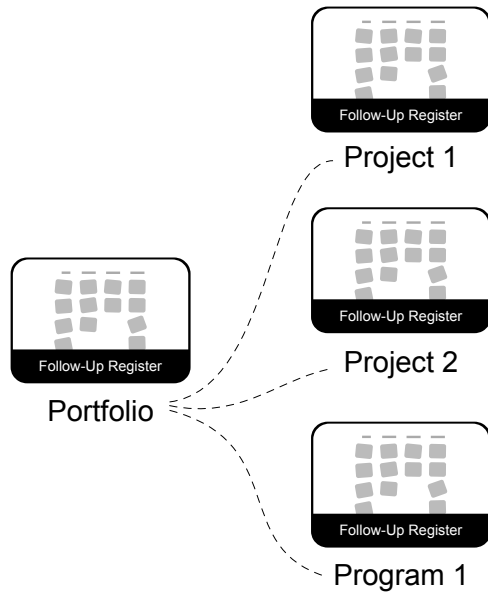 Follow-Up Register
Project 1
Follow-Up Register
Project 2
Follow-Up Register
Portfolio
Follow-Up Register
Program 1